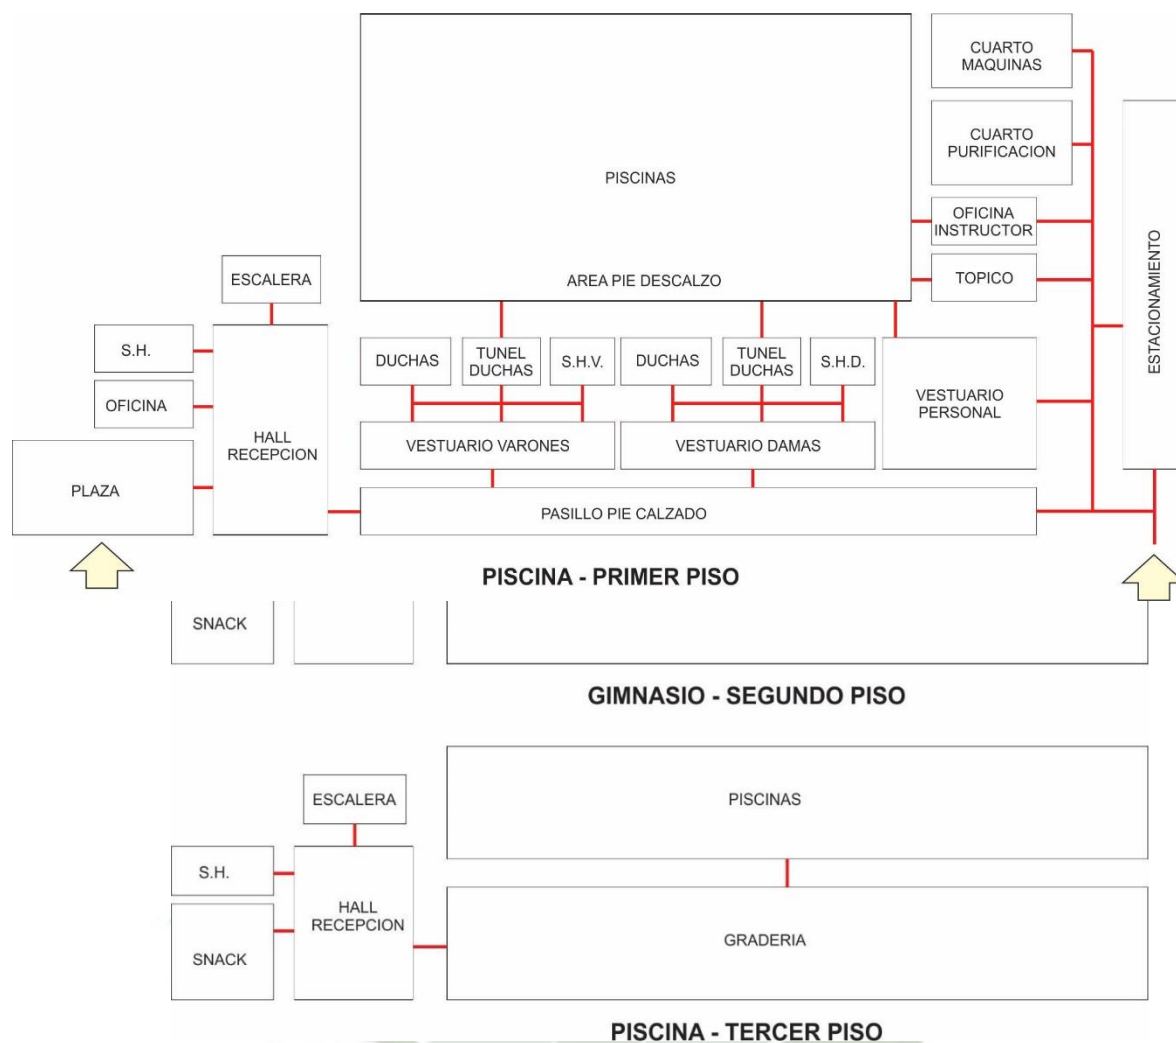 CUARTO
MAQUINAS
CUARTO
PURIFICACION
PISCINAS
OFICINA
INSTRUCTOR
ESTACIONAMIENTO
ESCALERA
AREA PIE DESCALZO
TOPICO
S.H.
DUCHAS
TUNEL
DUCHAS
S.H.V.
DUCHAS
TUNEL
DUCHAS
S.H.D.
VESTUARIO
PERSONAL
OFICINA
HALL
RECEPCION
VESTUARIO VARONES
VESTUARIO DAMAS
PLAZA
PASILLO PIE CALZADO
PISCINA - PRIMER PISO
SNACK
GIMNASIO - SEGUNDO PISO
ESCALERA
PISCINAS
S.H.
HALL
RECEPCION
SNACK
GRADERIA
PISCINA - TERCER PISO